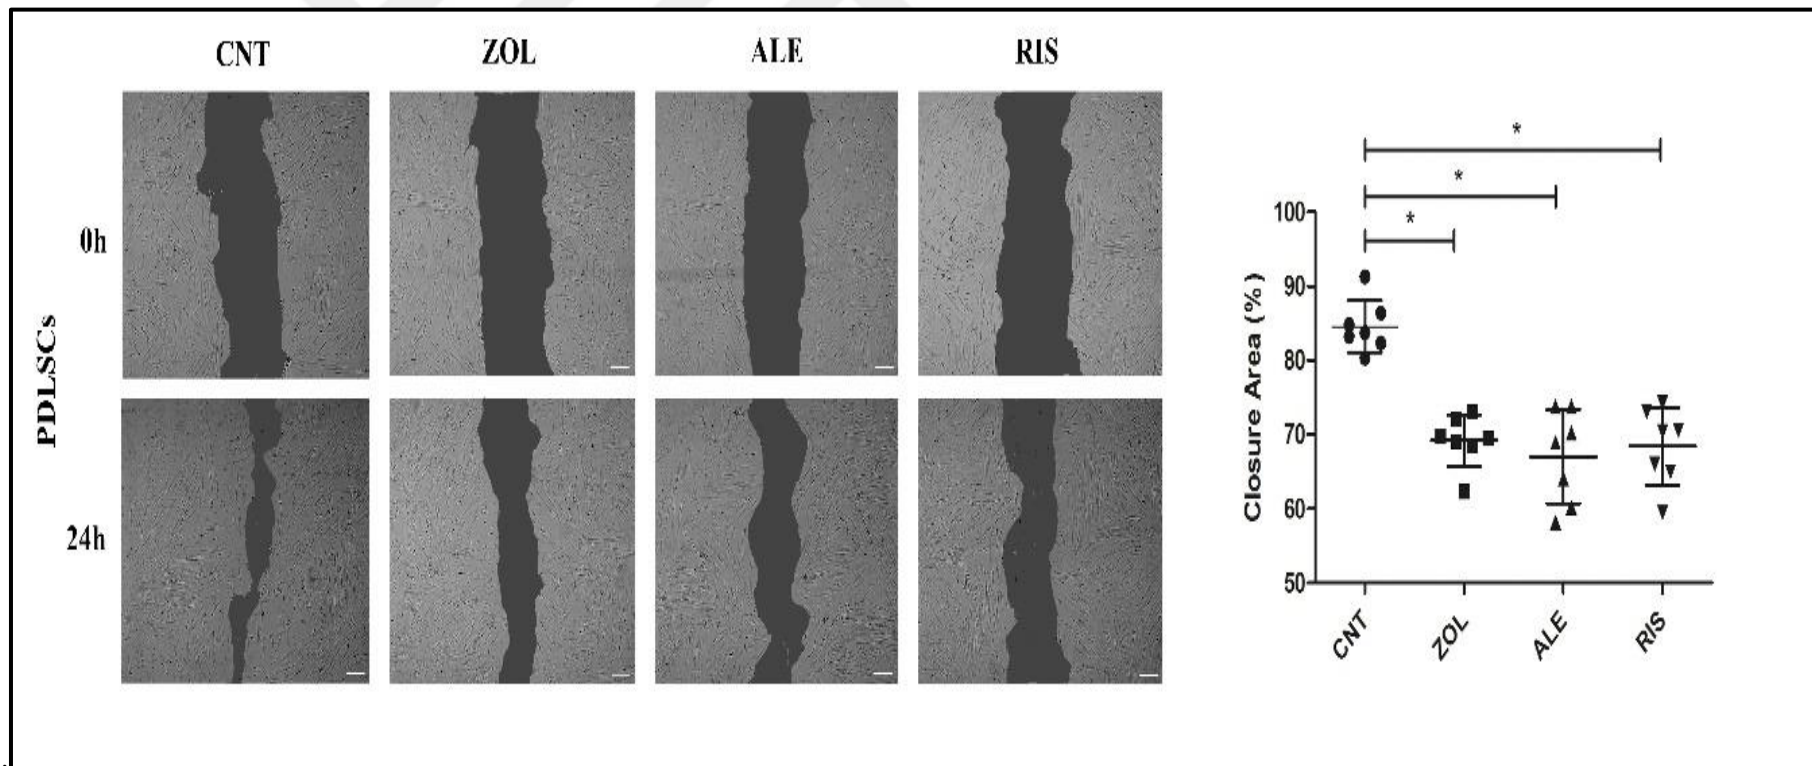 CNT ZOL ALE RIS
0h
24h
PDLSCs
*
*
*
100
90
80
70
60
50
Closure Area (%)
CNT ZOL ALE RIS